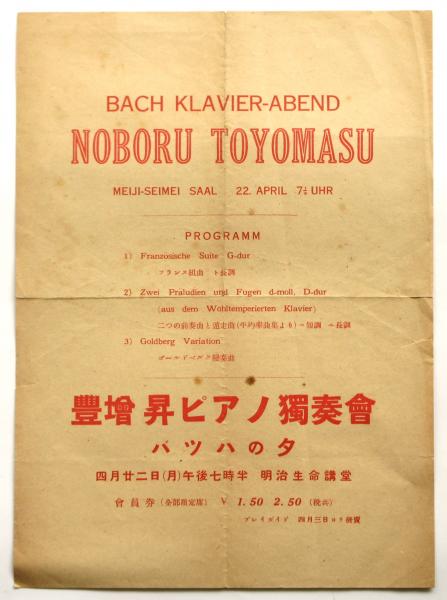 BACH KLAVIER-ABEND
NOBORU TOYOMASU
MEIJI-SEIMEI SAAL 22. APRIL 7½ UHR
PROGRAMM
1) Französische Suite G-dur
フランス組曲 ト長調
2) Zwei Präludien und Fugen d-moll, D-dur
(aus dem Wohltemperierten Klavier)
二つの前奏曲と遁走曲(平均率曲集より)ニ短調 ニ長調
3) Goldberg Variation
ゴールドベルク變奏曲
豐增 昇ピアノ獨奏會
バツハの夕
四月廿二日(月)午後七時半 明治生命講堂
會員券(全部指定席) ¥ 1.50 2.50 (税共)
プレイガイド 四月三日ヨリ發賣